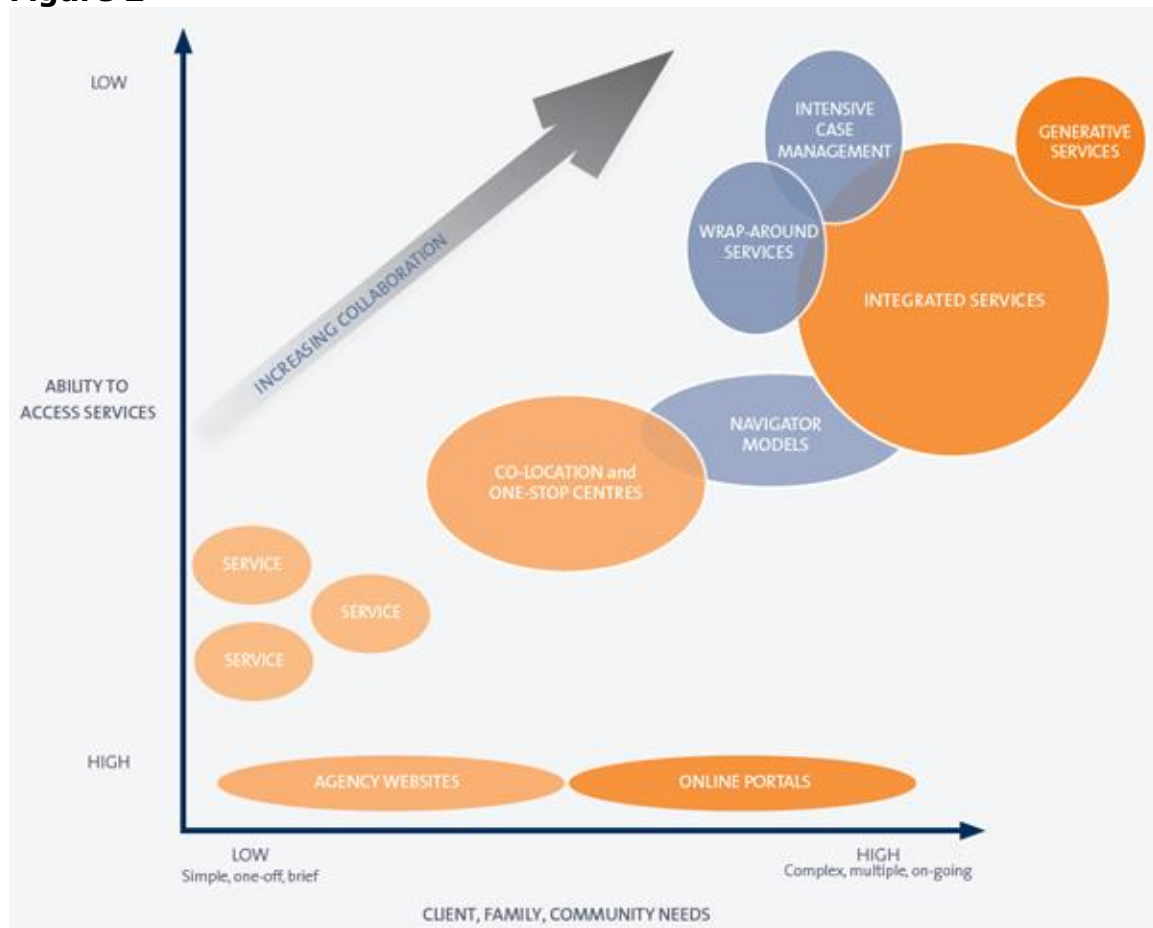 Figure 2
LOW
INTENSIVE
CASE
MANAGEMENT
GENERATIVE
SERVICES
WRAP-AROUND
SERVICES
INTEGRATED SERVICES
INCREASING COLLABORATION
ABILITY TO
ACCESS SERVICES
NAVIGATOR
MODELS
CO-LOCATION and
ONE-STOP CENTRES
SERVICE
SERVICE
SERVICE
HIGH
AGENCY WEBSITES
ONLINE PORTALS
LOW
Simple, one-off, brief
HIGH
Complex, multiple, on-going
CLIENT, FAMILY, COMMUNITY NEEDS